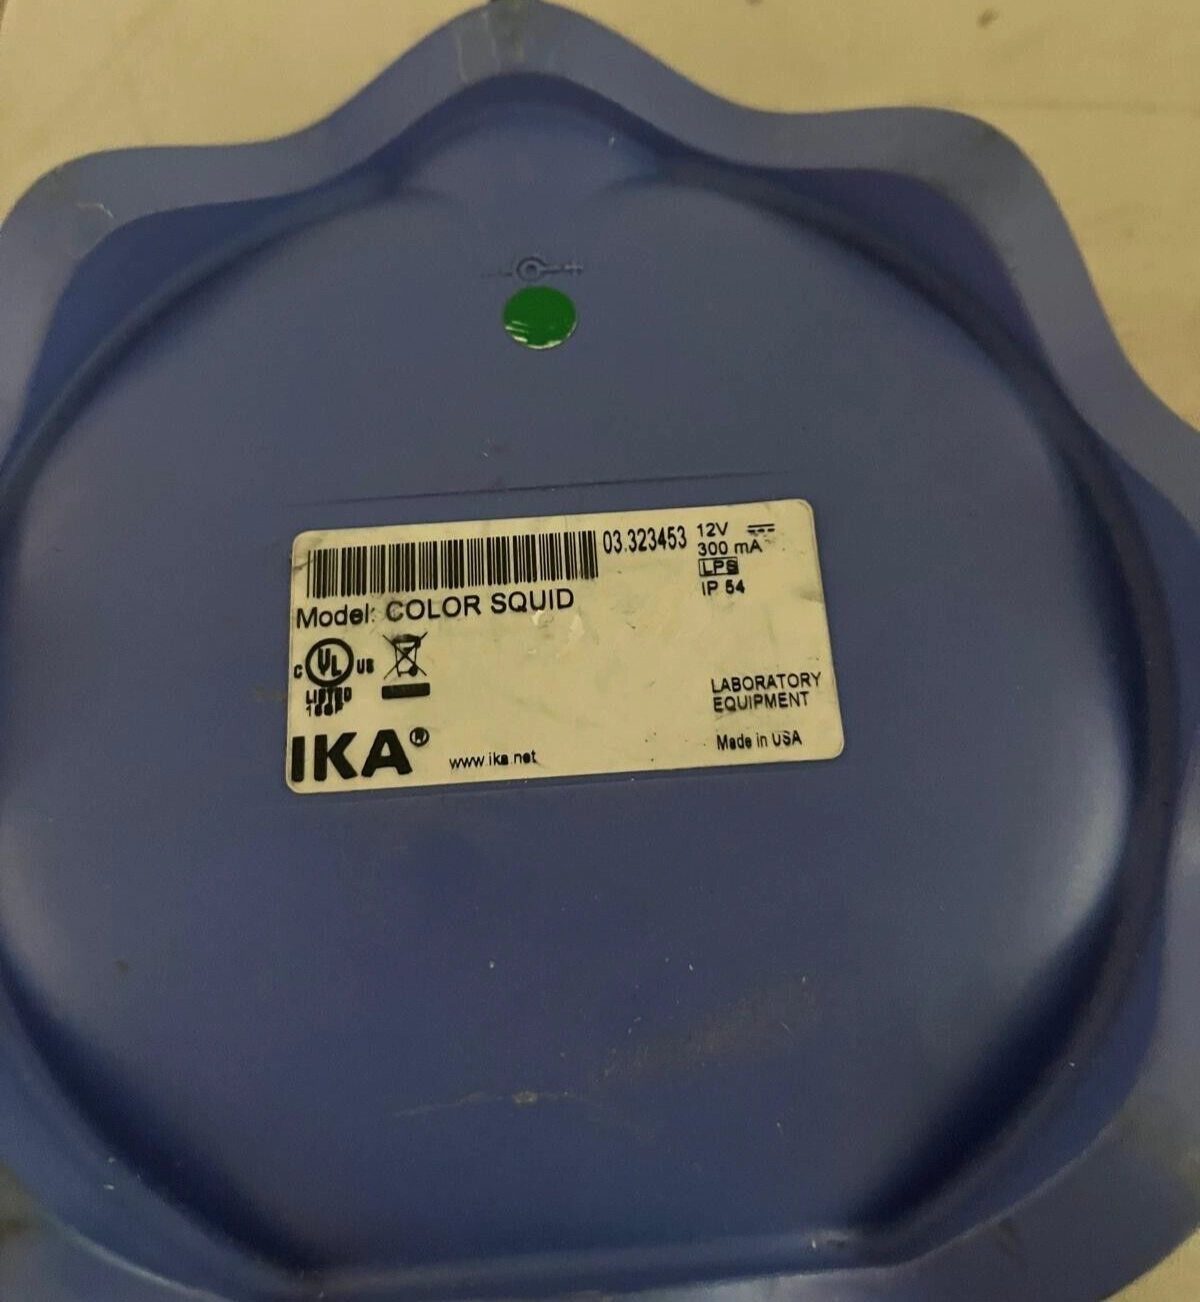 03.323453
12V
300 mA
LPS
IP 54
Model: COLOR SQUID
C UL US
LISTED
LABORATORY
EQUIPMENT
IKA® www.ika.net
Made in USA